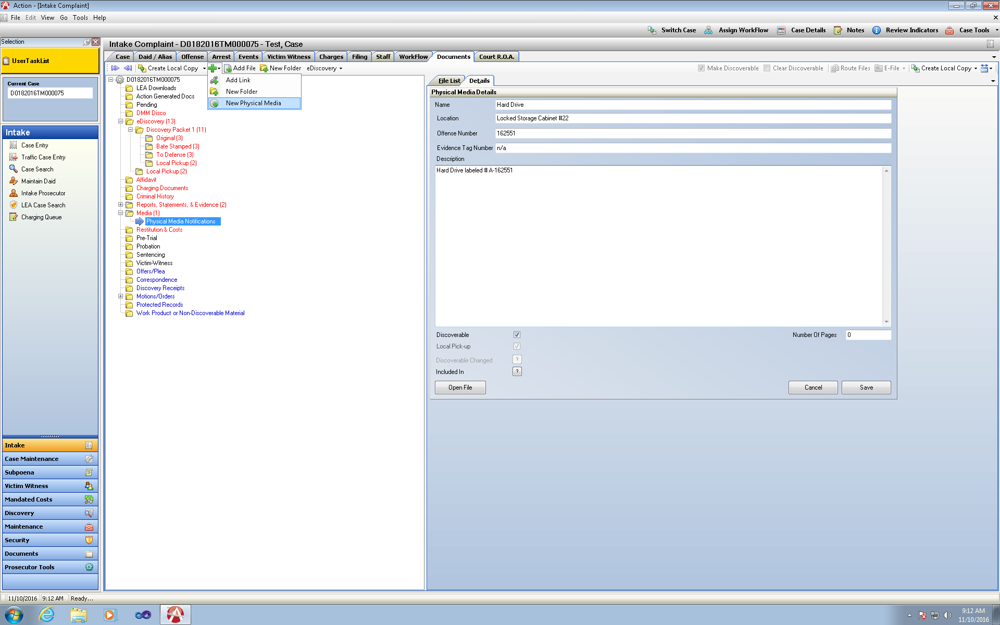 Action - [Intake Complaint]
File Edit View Go Tools Help
Switch Case Assign WorkFlow Case Details Notes Review Indicators Case Tools
Selection
UserTaskList
Current Case
D0182016TM000075
Intake
Case Entry
Traffic Case Entry
Case Search
Maintain Daid
Intake Prosecutor
LEA Case Search
Charging Queue
Intake
Case Maintenance
Subpoena
Victim Witness
Mandated Costs
Discovery
Maintenance
Security
Documents
Prosecutor Tools
Intake Complaint - D0182016TM000075 - Test, Case
Case Daid / Alias Offense Arrest Events Victim Witness Charges Filing Staff WorkFlow Documents Court R.O.A.
Create Local Copy Add File New Folder eDiscovery
Make Discoverable Clear Discoverable Route Files E-File Create Local Copy
Add Link
New Folder
New Physical Media
D0182016TM000075
LEA Downloads
Action Generated Docs
Pending
DMM Disco
eDiscovery (13)
Discovery Packet 1 (11)
Original (3)
Bate Stamped (3)
To Defense (3)
Local Pickup (2)
Local Pickup (2)
Affidavit
Charging Documents
Criminal History
Reports, Statements, & Evidence (2)
Media (1)
Physical Media Notifications
Restitution & Costs
Pre-Trial
Probation
Sentencing
Victim-Witness
Offers/Plea
Correspondence
Discovery Receipts
Motions/Orders
Protected Records
Work Product or Non-Discoverable Material
File List Details
Physical Media Details
Name Hard Drive
Location Locked Storage Cabinet #22
Offense Number 162551
Evidence Tag Number n/a
Description
Hard Drive labeled # A-162551
Discoverable
Number Of Pages 0
Local Pick-up
Discoverable Changed ?
Included In ?
Open File Cancel Save
11/10/2016 9:12 AM Ready...
9:12 AM
11/10/2016